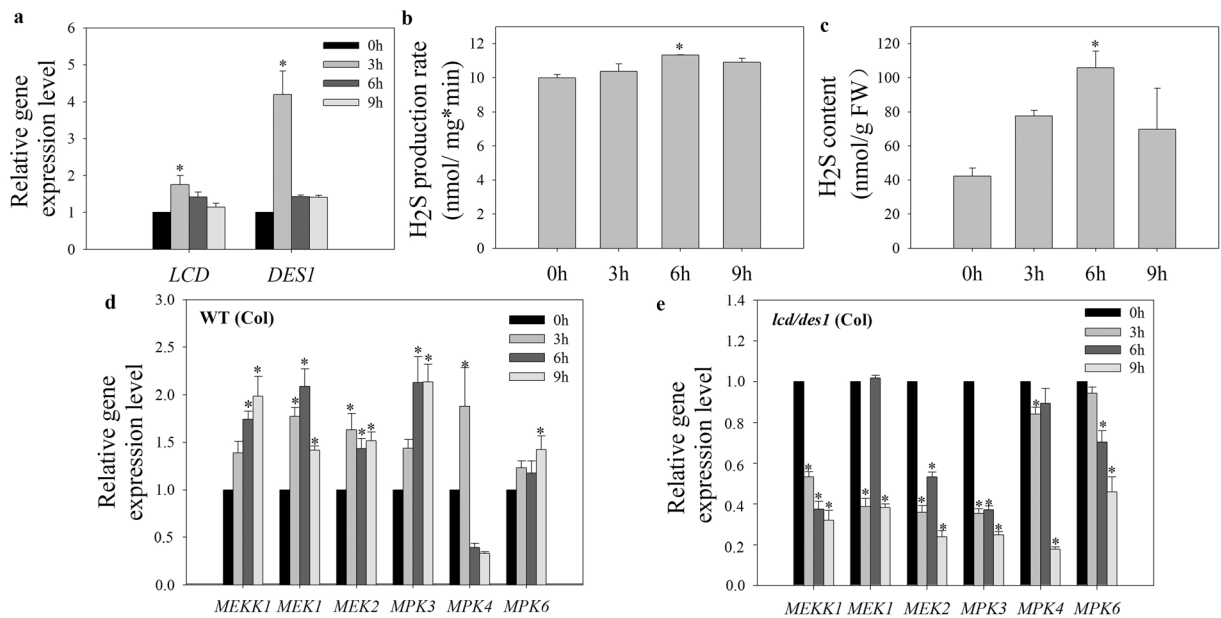 a
Relative gene
expression level
6
5
4
3
2
1
0
0h
3h
6h
9h
*
*
LCD
DES1
b
H2S production rate
(nmol/ mg*min)
12
10
8
6
4
2
0
*
0h
3h
6h
9h
c
H2S content
(nmol/g FW)
120
100
80
60
40
20
0
*
0h
3h
6h
9h
d
WT (Col)
Relative gene
expression level
3.0
2.5
2.0
1.5
1.0
0.5
0.0
0h
3h
6h
9h
* *
* * *
* * *
* *
*
*
MEKK1
MEK1
MEK2
MPK3
MPK4
MPK6
e
lcd/des1 (Col)
Relative gene
expression level
1.4
1.2
1.0
0.8
0.6
0.4
0.2
0.0
0h
3h
6h
9h
* * *
* *
* * *
* * *
* *
* *
MEKK1
MEK1
MEK2
MPK3
MPK4
MPK6